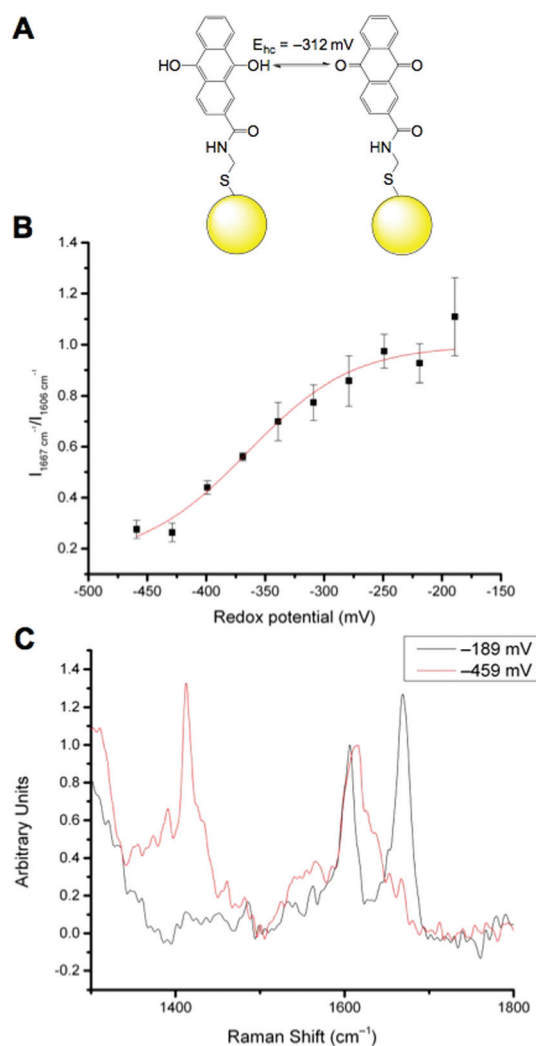 A
E_hc = –312 mV
HO
OH
O
O
O
HN
S
O
HN
S
B
1.4
1.2
1.0
0.8
0.6
0.4
0.2
I_1667 cm⁻¹/I_1606 cm⁻¹
-500 -450 -400 -350 -300 -250 -200 -150
Redox potential (mV)
C
–189 mV
–459 mV
1.4
1.2
1.0
0.8
0.6
0.4
0.2
0.0
-0.2
Arbitrary Units
1400 1600 1800
Raman Shift (cm⁻¹)